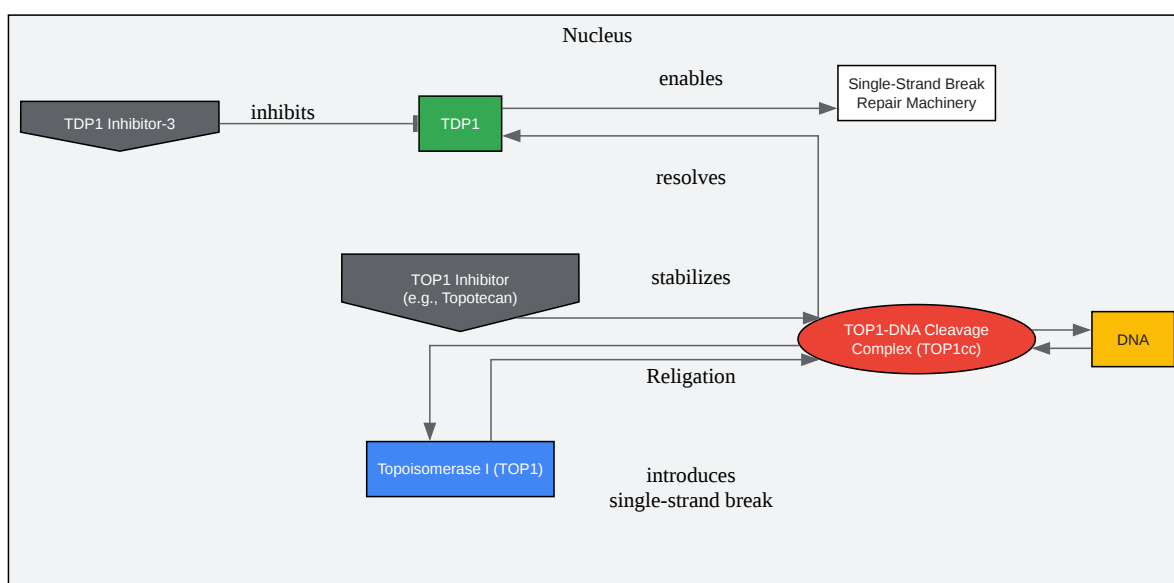 Nucleus
enables
Single-Strand Break
Repair Machinery
TDP1 Inhibitor-3
inhibits
TDP1
resolves
TOP1 Inhibitor
(e.g., Topotecan)
stabilizes
TOP1-DNA Cleavage
Complex (TOP1cc)
DNA
Religation
Topoisomerase I (TOP1)
introduces
single-strand break